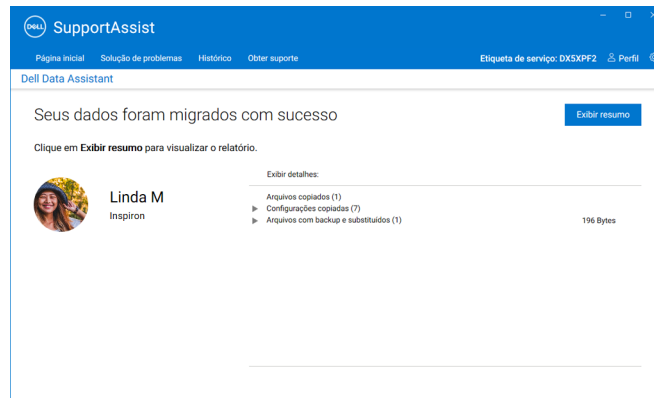 DELL SupportAssist
Página inicial Solução de problemas Histórico Obter suporte Etiqueta de serviço: DX5XPF2 Perfil
Dell Data Assistant
Seus dados foram migrados com sucesso
Exibir resumo
Clique em Exibir resumo para visualizar o relatório.
Exibir detalhes:
Linda M
Inspiron
Arquivos copiados (1)
Configurações copiadas (7)
Arquivos com backup e substituídos (1) 196 Bytes